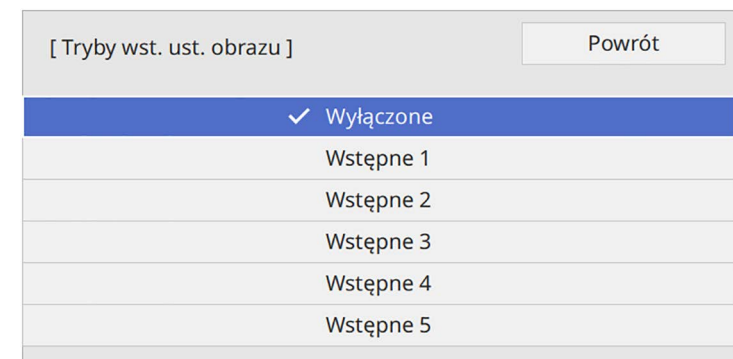 [ Tryby wst. ust. obrazu ]
Powrót
Wyłączone
Wstępne 1
Wstępne 2
Wstępne 3
Wstępne 4
Wstępne 5